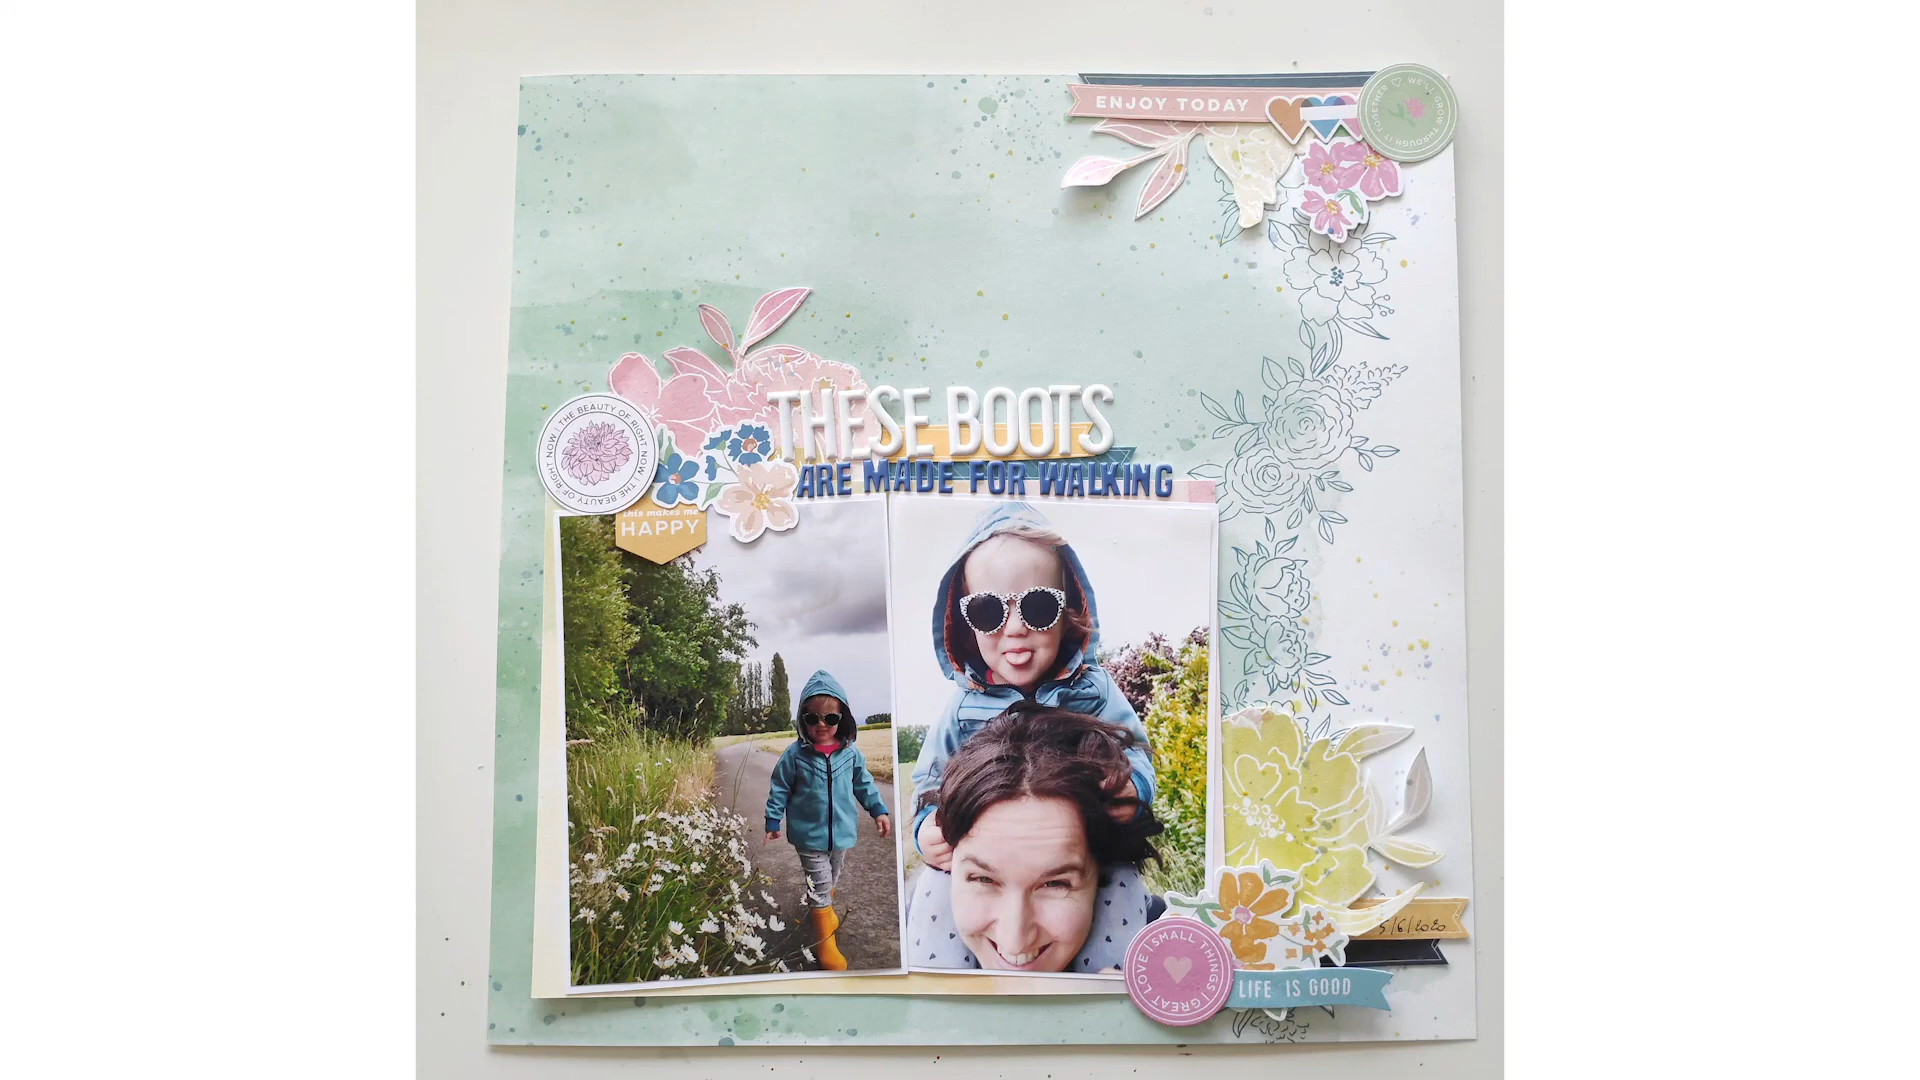 ENJOY TODAY
WE'LL GROW THROUGH IT TOGETHER
THESE BOOTS
ARE MADE FOR WALKING
THE BEAUTY OF RIGHT NOW | THE BEAUTY OF RIGHT NOW |
this makes me
HAPPY
5/6/2020
SMALL THINGS | GREAT LOVE |
LIFE IS GOOD